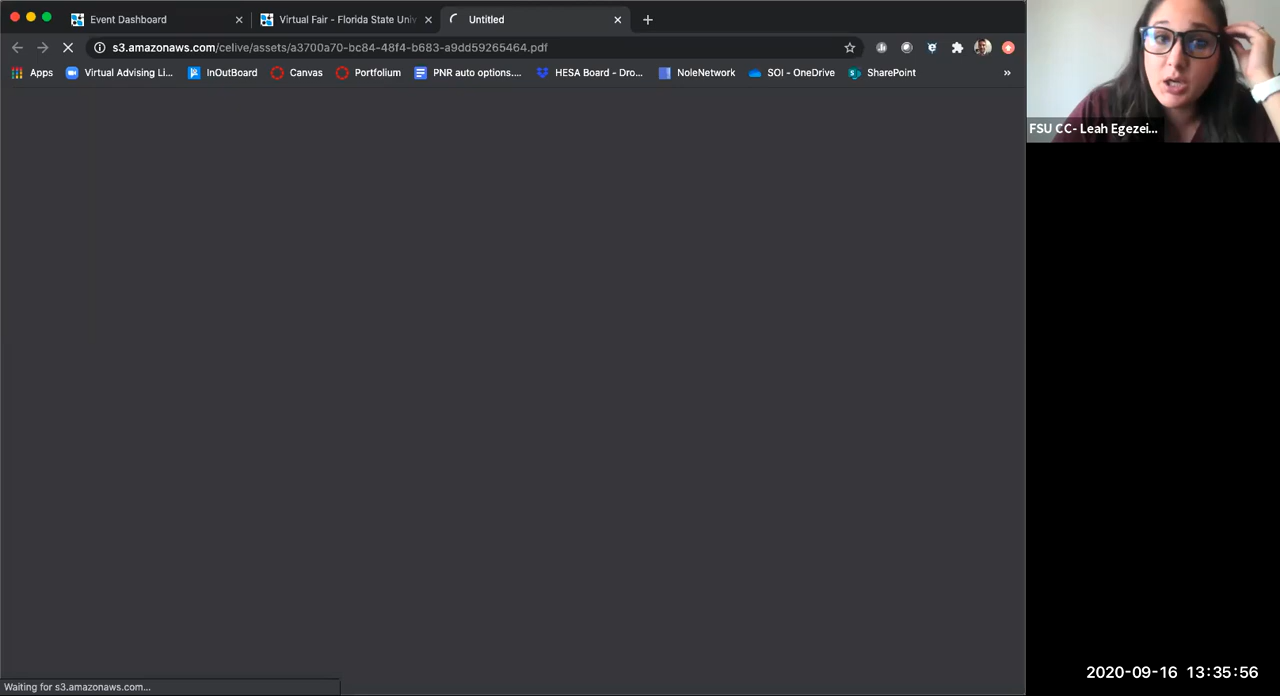 Event Dashboard
Virtual Fair - Florida State Univ
Untitled
s3.amazonaws.com/celive/assets/a3700a70-bc84-48f4-b683-a9dd59265464.pdf
Apps
Virtual Advising Li...
InOutBoard
Canvas
Portfolium
PNR auto options....
HESA Board - Dro...
NoleNetwork
SOI - OneDrive
SharePoint
FSU CC- Leah Egezei...
2020-09-16 13:35:56
Waiting for s3.amazonaws.com...